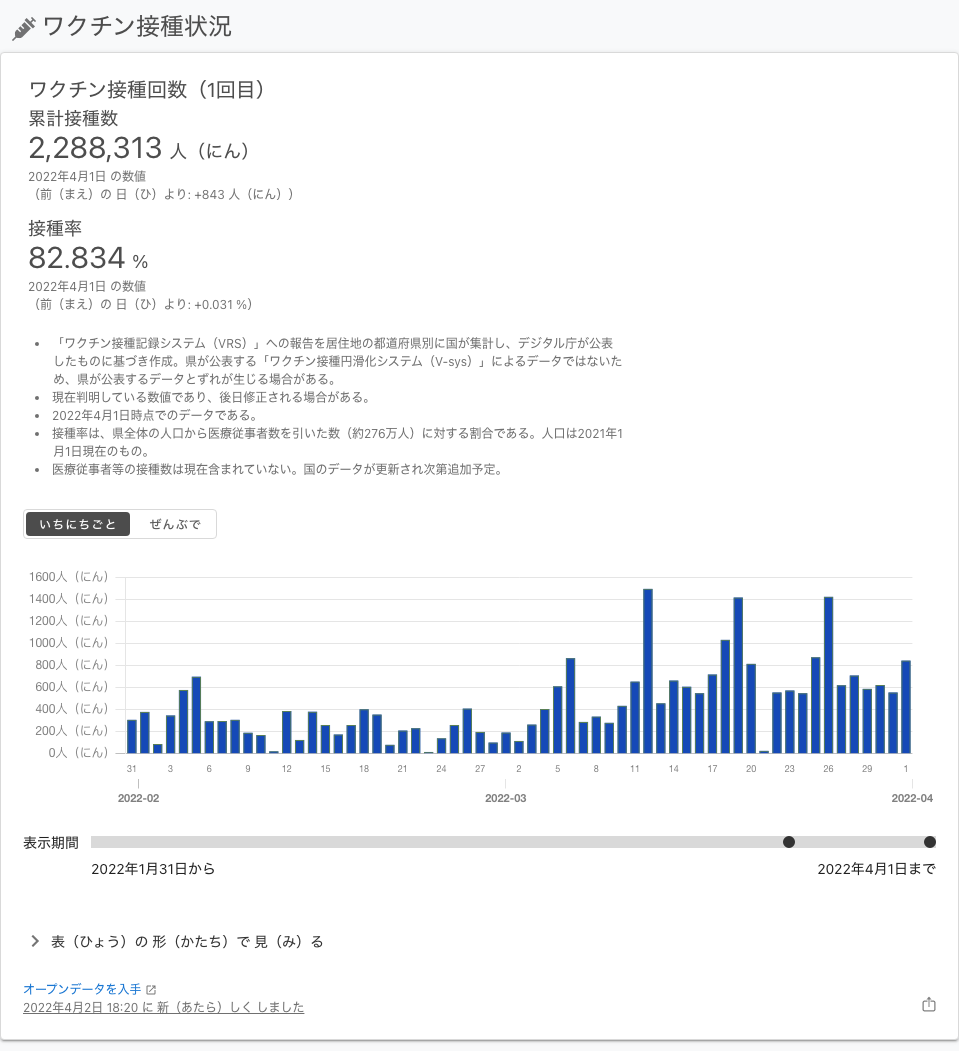 ワクチン接種状況
ワクチン接種回数（1回目）
累計接種数
2,288,313 人（にん）
2022年4月1日 の数値
（前（まえ）の 日（ひ）より: +843 人（にん））
接種率
82.834 %
2022年4月1日 の数値
（前（まえ）の 日（ひ）より: +0.031 %）
• 「ワクチン接種記録システム（VRS）」への報告を居住地の都道府県別に国が集計し、デジタル庁が公表
したものに基づき作成。県が公表する「ワクチン接種円滑化システム（V-sys）」によるデータではないた
め、県が公表するデータとずれが生じる場合がある。
• 現在判明している数値であり、後日修正される場合がある。
• 2022年4月1日時点でのデータである。
• 接種率は、県全体の人口から医療従事者数を引いた数（約276万人）に対する割合である。人口は2021年1
月1日現在のもの。
• 医療従事者等の接種数は現在含まれていない。国のデータが更新され次第追加予定。
いちにちごと ぜんぶで
1600人（にん）
1400人（にん）
1200人（にん）
1000人（にん）
800人（にん）
600人（にん）
400人（にん）
200人（にん）
0人（にん）
31 3 6 9 12 15 18 21 24 27 2 5 8 11 14 17 20 23 26 29 1
2022-02 2022-03 2022-04
表示期間
2022年1月31日から 2022年4月1日まで
表（ひょう）の 形（かたち）で 見（み）る
オープンデータを入手
2022年4月2日 18:20 に 新（あたら）しく しました